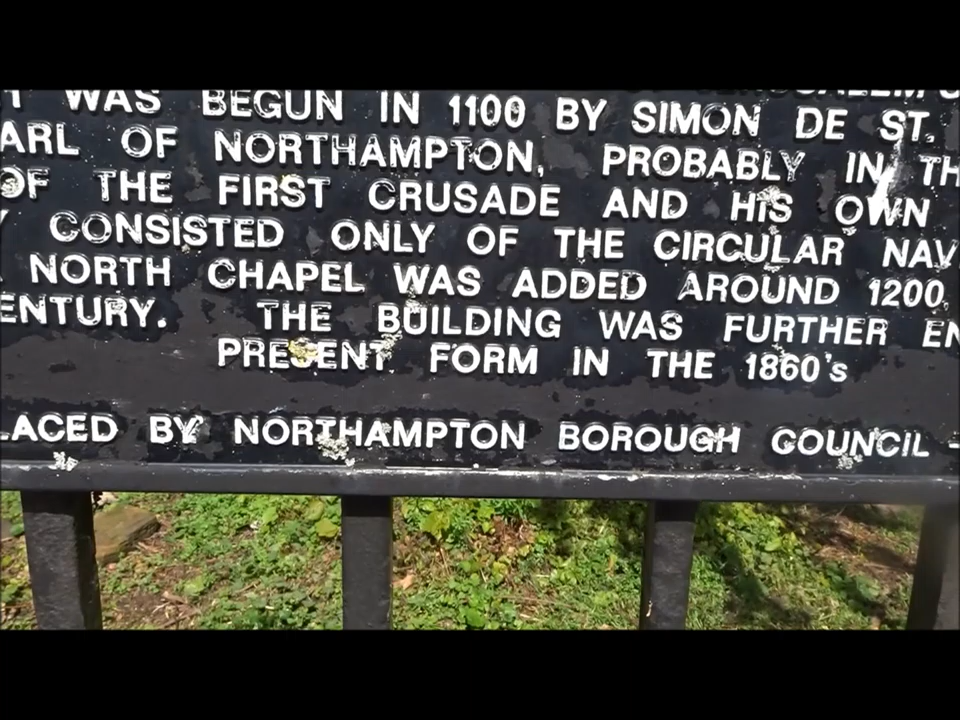 WAS BEGUN IN 1100 BY SIMON DE ST.
ARL OF NORTHAMPTON, PROBABLY IN TH
OF THE FIRST CRUSADE AND HIS OWN
Y CONSISTED ONLY OF THE CIRCULAR NAV
NORTH CHAPEL WAS ADDED AROUND 1200,
ENTURY. THE BUILDING WAS FURTHER EN
PRESENT FORM IN THE 1860's
LACED BY NORTHAMPTON BOROUGH COUNCIL -